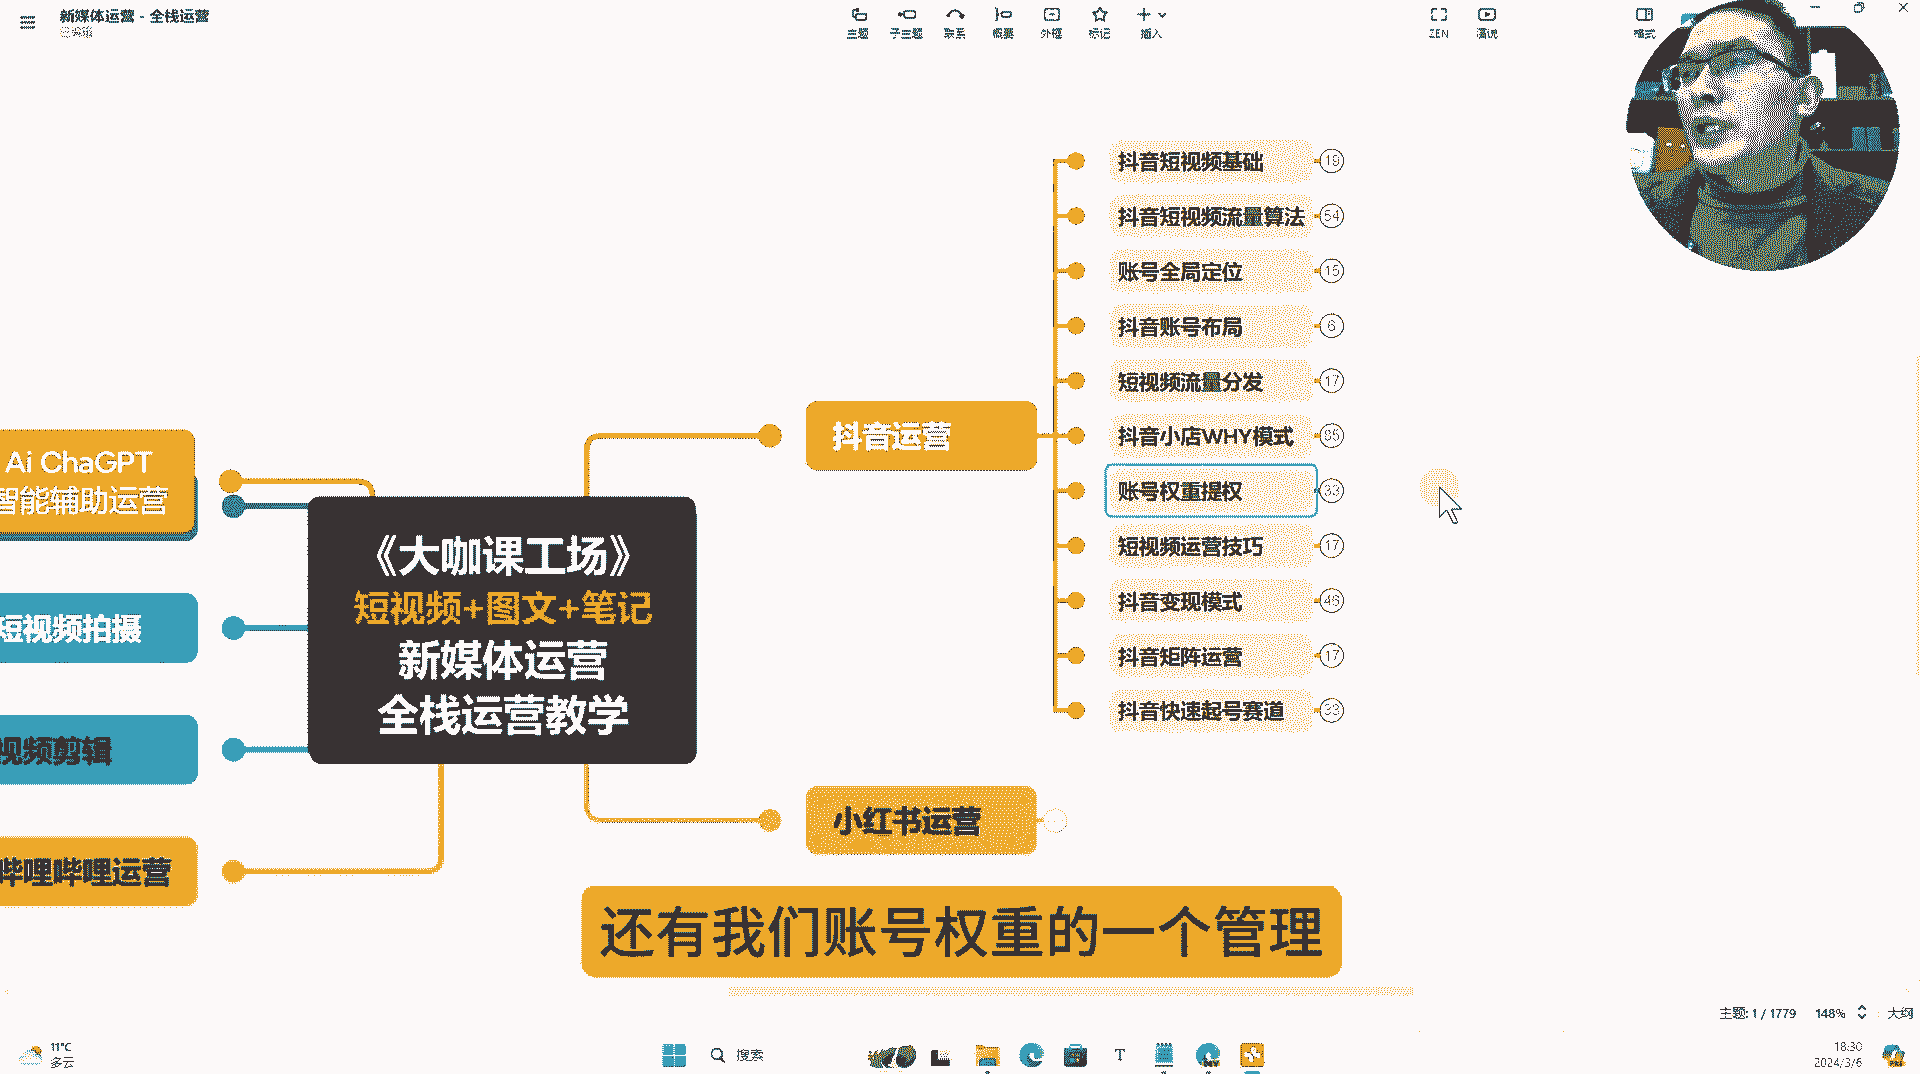 新媒体运营 - 全栈运营
已编辑
主题
子主题
联系
概要
外框
标记
插入
ZEN
演说
格式
抖音短视频基础 19
抖音短视频流量算法 54
账号全局定位 15
抖音账号布局 6
短视频流量分发 17
抖音小店WHY模式 85
账号权重提权 33
短视频运营技巧 17
抖音变现模式 46
抖音矩阵运营 17
抖音快速起号赛道 33
抖音运营
小红书运营
Ai ChaGPT
智能辅助运营
短视频拍摄
视频剪辑
哔哩哔哩运营
《大咖课工场》
短视频+图文+笔记
新媒体运营
全栈运营教学
还有我们账号权重的一个管理
主题: 1 / 1779 148% 大纲
11°C
多云
搜索
18:30
2024/3/6